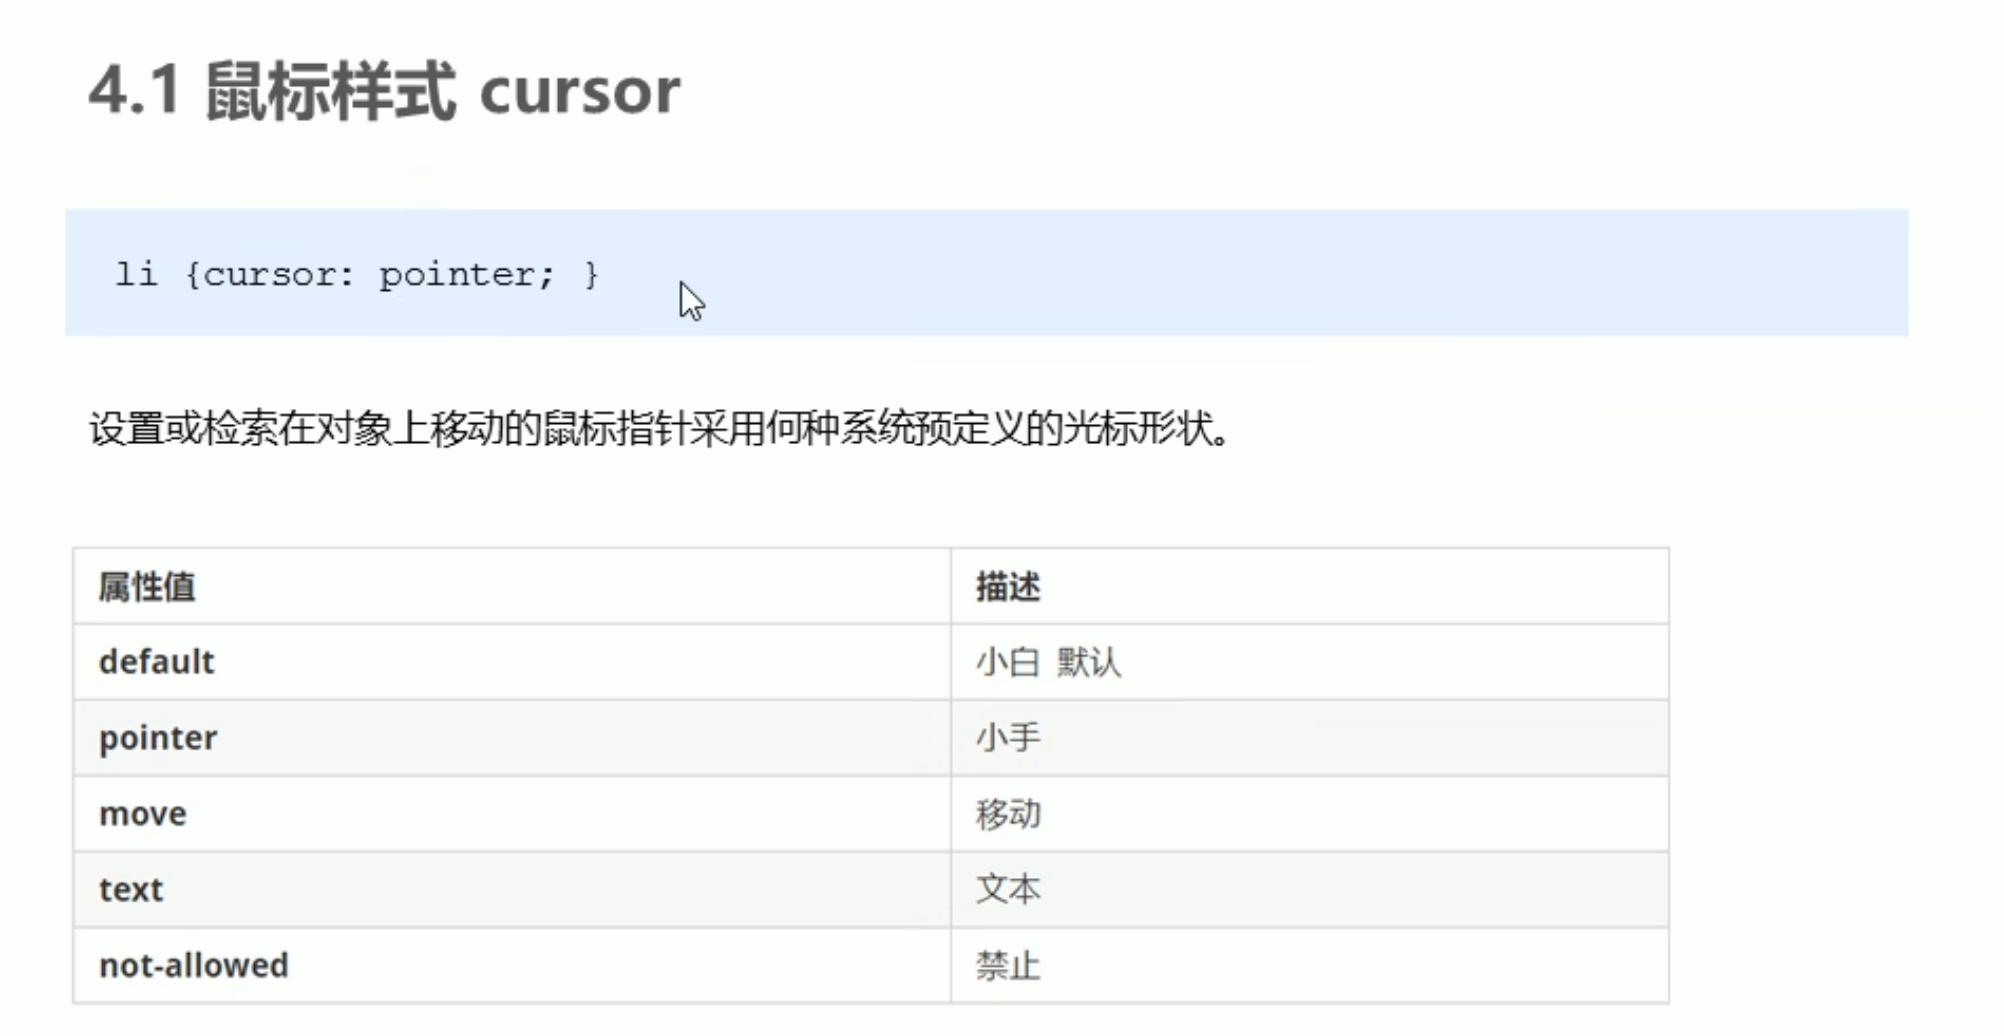 4.1 鼠标样式 cursor
li {cursor: pointer; }
设置或检索在对象上移动的鼠标指针采用何种系统预定义的光标形状。
属性值 描述
default 小白 默认
pointer 小手
move 移动
text 文本
not-allowed 禁止